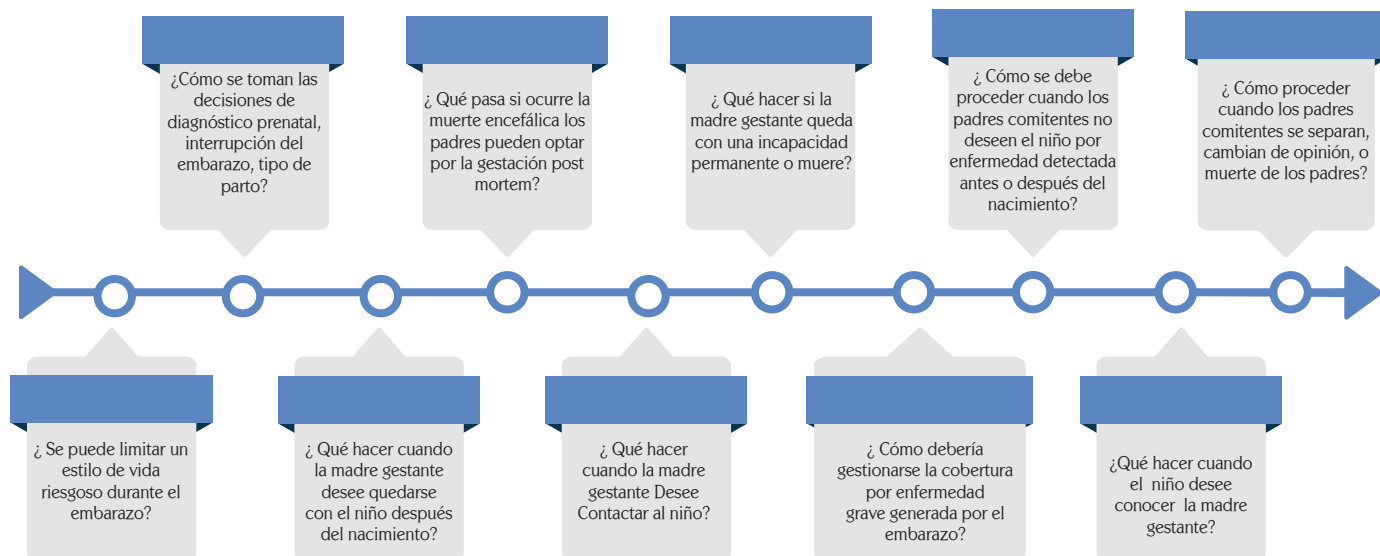 ¿Cómo se toman las
decisiones de
diagnóstico prenatal,
interrupción del
embarazo, tipo de
parto?
¿ Qué pasa si ocurre la
muerte encefálica los
padres pueden optar
por la gestación post
mortem?
¿ Qué hacer si la
madre gestante queda
con una incapacidad
permanente o muere?
¿ Cómo se debe
proceder cuando los
padres comitentes no
deseen el niño por
enfermedad detectada
antes o después del
nacimiento?
¿ Cómo proceder
cuando los padres
comitentes se separan,
cambian de opinión, o
muerte de los padres?
¿ Se puede limitar un
estilo de vida
riesgoso durante el
embarazo?
¿ Qué hacer cuando
la madre gestante
desee quedarse
con el niño después
del nacimiento?
¿ Qué hacer
cuando la madre
gestante Desee
Contactar al niño?
¿ Cómo debería
gestionarse la cobertura
por enfermedad
grave generada por el
embarazo?
¿Qué hacer cuando
el niño desee
conocer la madre
gestante?